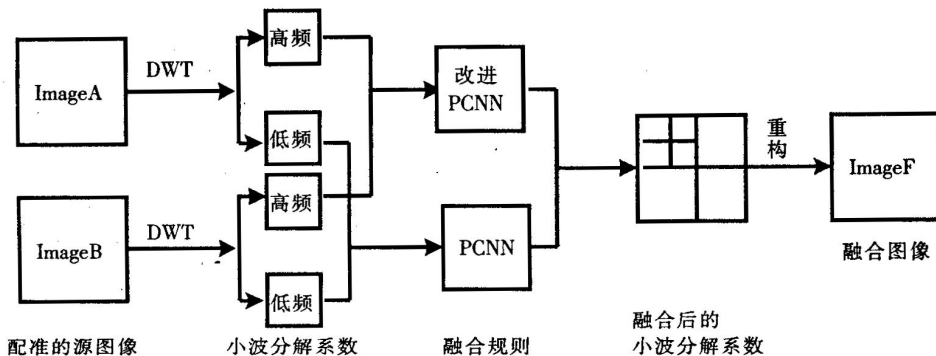 ImageA
DWT
高频
低频
改进
PCNN
重构
ImageF
融合图像
ImageB
DWT
高频
低频
PCNN
配准的源图像
小波分解系数
融合规则
融合后的
小波分解系数